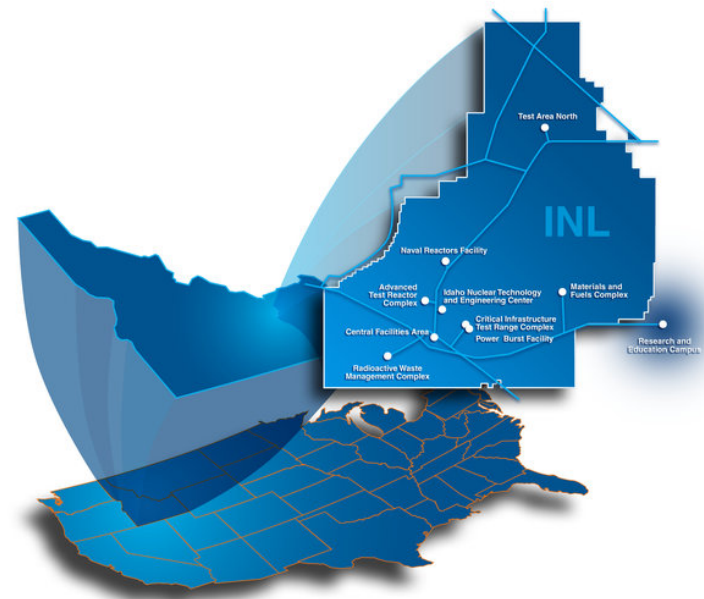 Test Area North
INL
Naval Reactors Facility
Advanced
Test Reactor
Complex
Idaho Nuclear Technology
and Engineering Center
Materials and
Fuels Complex
Critical Infrastructure
Test Range Complex
Power Burst Facility
Central Facilities Area
Research and
Education Campus
Radioactive Waste
Management Complex